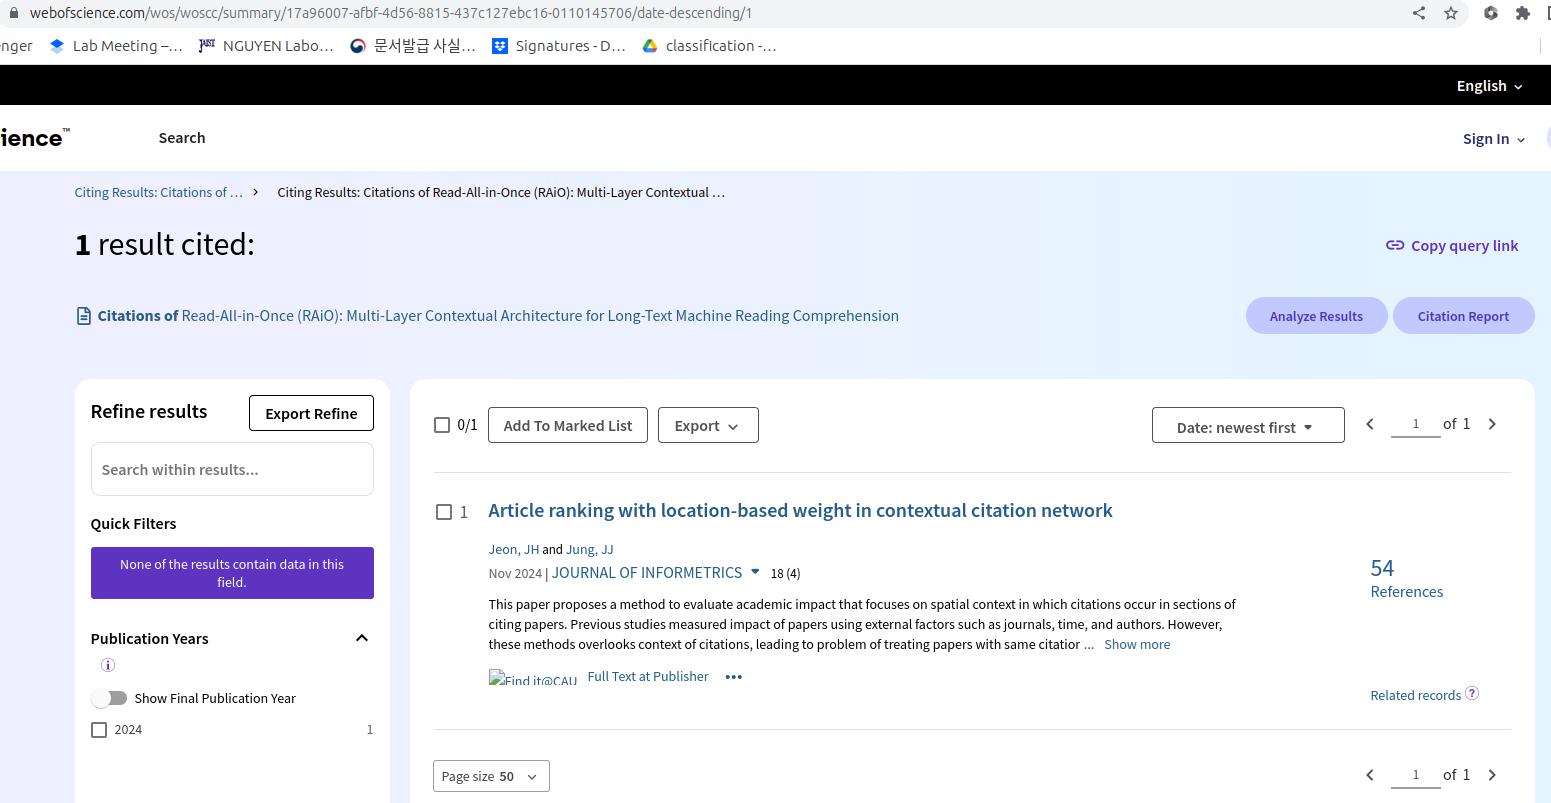 webofscience.com/wos/woscc/summary/17a96007-afbf-4d56-8815-437c127ebc16-0110145706/date-descending/1
nger Lab Meeting –... JAIST NGUYEN Labo... 문서발급 사실... Signatures - D... classification -...
English
ience™ Search Sign In
Citing Results: Citations of ... > Citing Results: Citations of Read-All-in-Once (RAiO): Multi-Layer Contextual ...
1 result cited:
Copy query link
Citations of Read-All-in-Once (RAiO): Multi-Layer Contextual Architecture for Long-Text Machine Reading Comprehension
Analyze Results Citation Report
Refine results Export Refine
Search within results...
Quick Filters
None of the results contain data in this
field.
Publication Years
Show Final Publication Year
2024 1
0/1 Add To Marked List Export Date: newest first 1 of 1
1 Article ranking with location-based weight in contextual citation network
Jeon, JH and Jung, JJ
Nov 2024 | JOURNAL OF INFORMETRICS 18 (4)
This paper proposes a method to evaluate academic impact that focuses on spatial context in which citations occur in sections of
citing papers. Previous studies measured impact of papers using external factors such as journals, time, and authors. However,
these methods overlooks context of citations, leading to problem of treating papers with same citatior ... Show more
Find it@CAU Full Text at Publisher •••
54
References
Related records ?
Page size 50 1 of 1